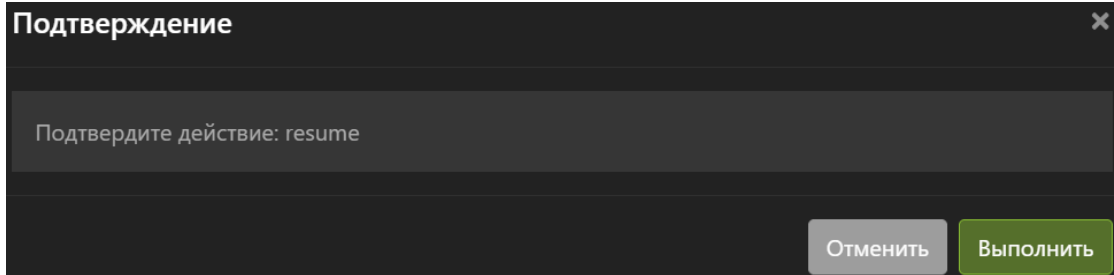 Подтверждение
Подтвердите действие: resume
Отменить Выполнить